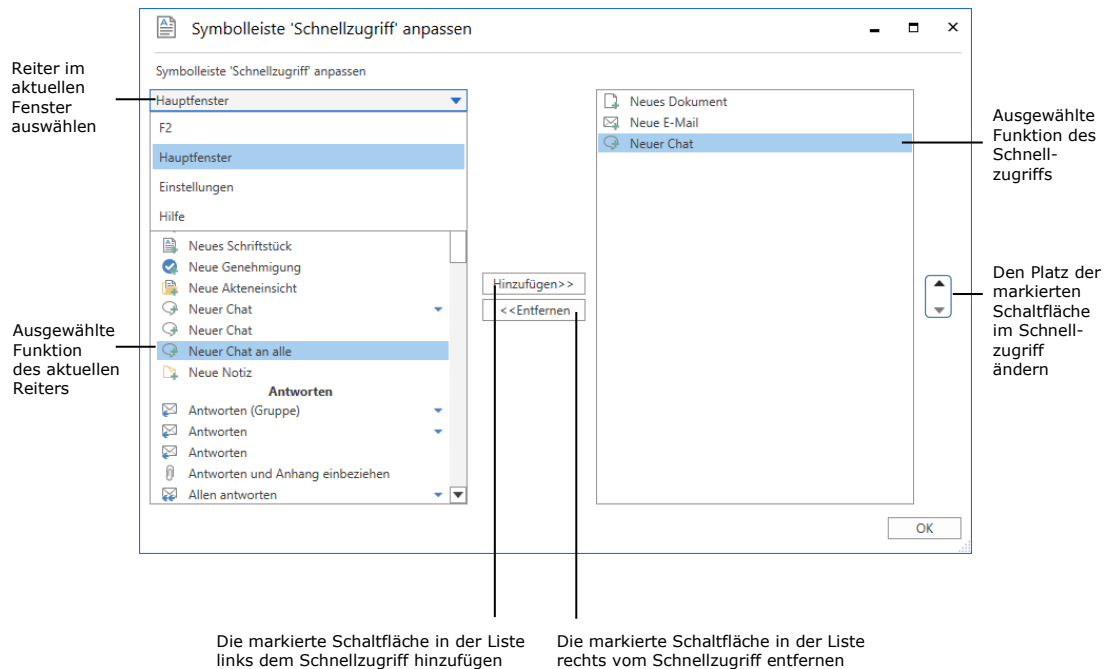 Symbolleiste 'Schnellzugriff' anpassen
Symbolleiste 'Schnellzugriff' anpassen
Reiter im
aktuellen
Fenster
auswählen
Hauptfenster
F2
Hauptfenster
Einstellungen
Hilfe
Neues Schriftstück
Neue Genehmigung
Neue Akteneinsicht
Neuer Chat
Neuer Chat
Neuer Chat an alle
Neue Notiz
Antworten
Antworten (Gruppe)
Antworten
Antworten
Antworten und Anhang einbeziehen
Allen antworten
Ausgewählte
Funktion
des aktuellen
Reiters
Hinzufügen>>
<<Entfernen
Neues Dokument
Neue E-Mail
Neuer Chat
Ausgewählte
Funktion des
Schnell-
zugriffs
Den Platz der
markierten
Schaltfläche
im Schnell-
zugriff
ändern
OK
Die markierte Schaltfläche in der Liste
links dem Schnellzugriff hinzufügen
Die markierte Schaltfläche in der Liste
rechts vom Schnellzugriff entfernen